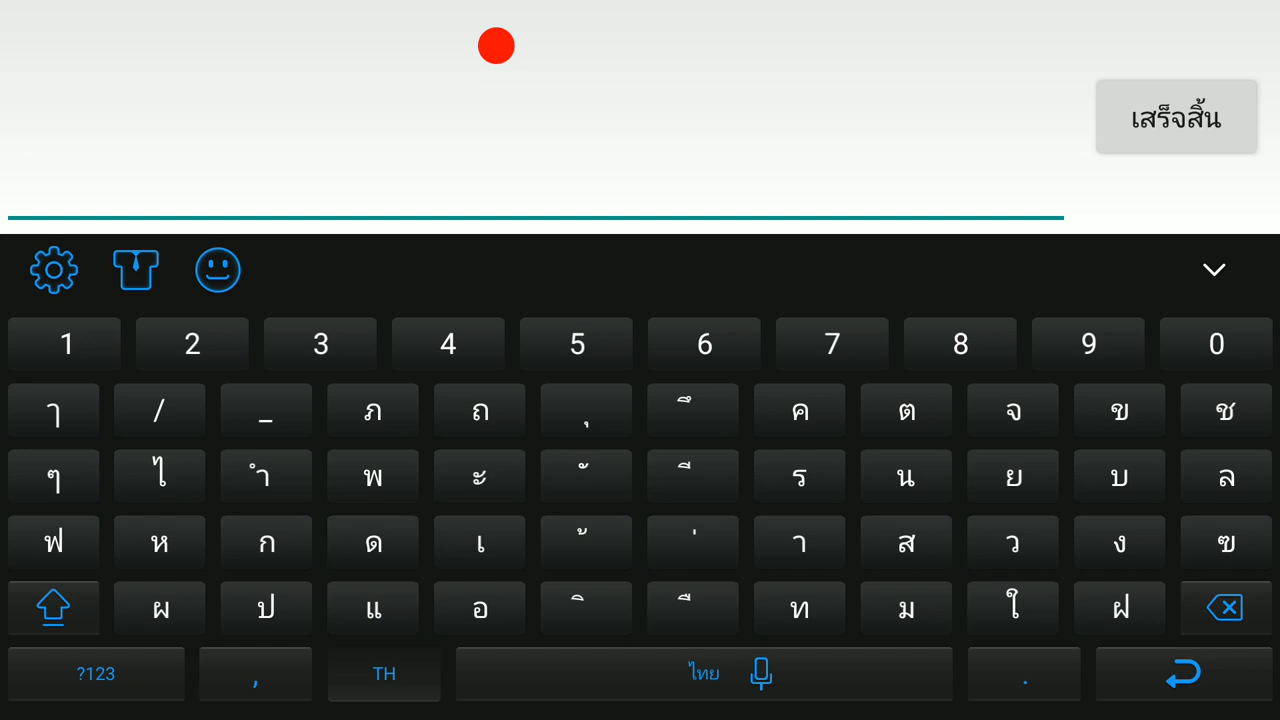 เสร็จสิ้น
1 2 3 4 5 6 7 8 9 0
ๅ / _ ภ ถ ุ ึ ค ต จ ข ช
ๆ ไ ำ พ ะ ั ี ร น ย บ ล
ฟ ห ก ด เ ้ ่ า ส ว ง ฃ
ผ ป แ อ ิ ื ท ม ใ ฝ
?123 , TH ไทย .